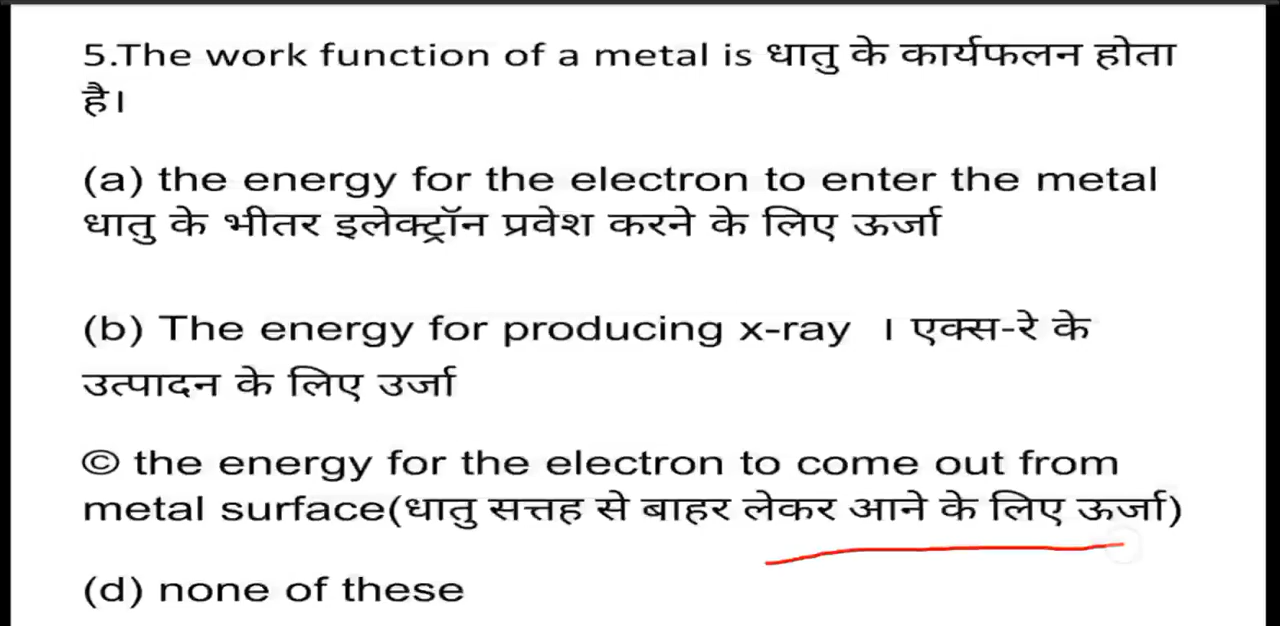 5.The work function of a metal is धातु के कार्यफलन होता
है।
(a) the energy for the electron to enter the metal
धातु के भीतर इलेक्ट्रॉन प्रवेश करने के लिए ऊर्जा
(b) The energy for producing x-ray । एक्स-रे के
उत्पादन के लिए उर्जा
© the energy for the electron to come out from
metal surface(धातु सत्तह से बाहर लेकर आने के लिए ऊर्जा)
(d) none of these